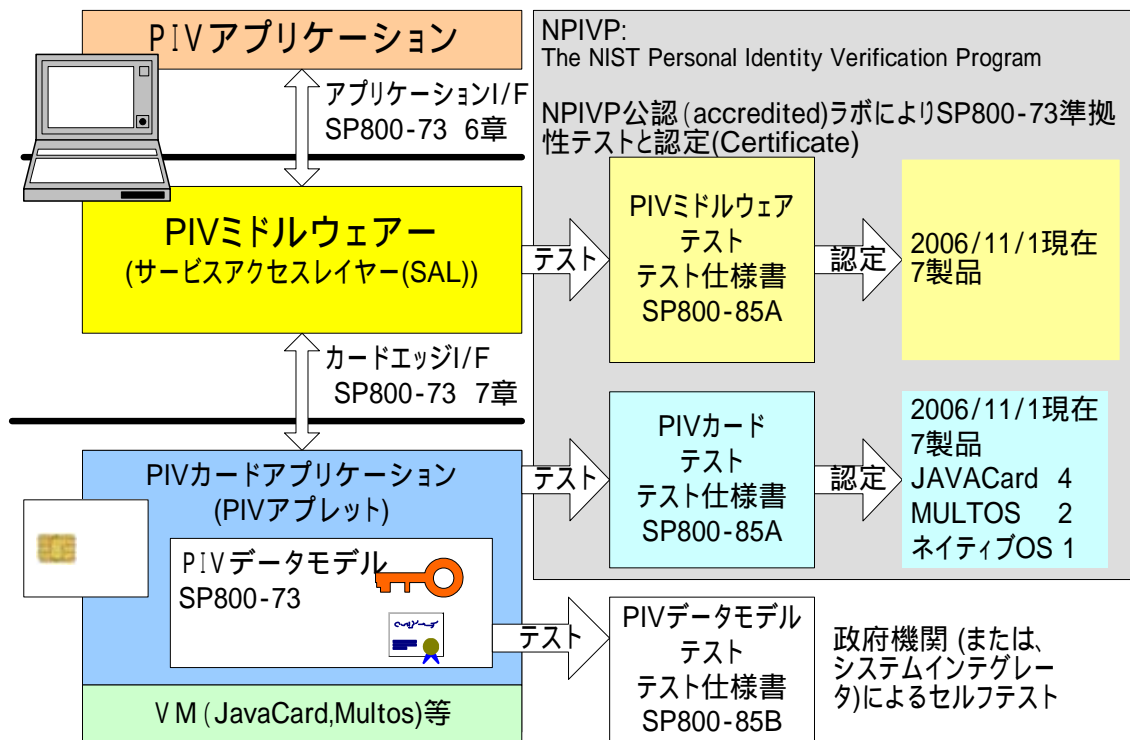 PIVアプリケーション
アプリケーションI/F
SP800-73 6章
PIVミドルウェアー
(サービスアクセスレイヤー(SAL))
カードエッジI/F
SP800-73 7章
PIVカードアプリケーション
(PIVアプレット)
PIVデータモデル
SP800-73
VM(JavaCard,Multos)等
NPIVP:
The NIST Personal Identity Verification Program
NPIVP公認(accredited)ラボによりSP800-73準拠
性テストと認定(Certificate)
テスト
PIVミドルウェア
テスト
テスト仕様書
SP800-85A
認定
2006/11/1現在
7製品
テスト
PIVカード
テスト
テスト仕様書
SP800-85A
認定
2006/11/1現在
7製品
JAVACard 4
MULTOS 2
ネイティブOS 1
テスト
PIVデータモデル
テスト
テスト仕様書
SP800-85B
政府機関 (または、
システムインテグレー
タ)によるセルフテスト